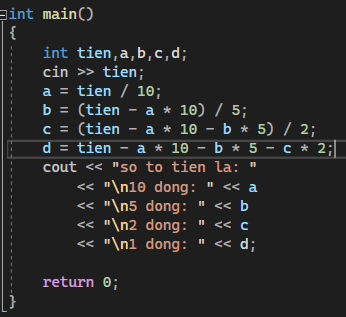 int main()
{
    int tien,a,b,c,d;
    cin >> tien;
    a = tien / 10;
    b = (tien - a * 10) / 5;
    c = (tien - a * 10 - b * 5) / 2;
    d = tien - a * 10 - b * 5 - c * 2;
    cout << "so to tien la: "
        << "\n10 dong: " << a
        << "\n5 dong: " << b
        << "\n2 dong: " << c
        << "\n1 dong: " << d;

    return 0;
}